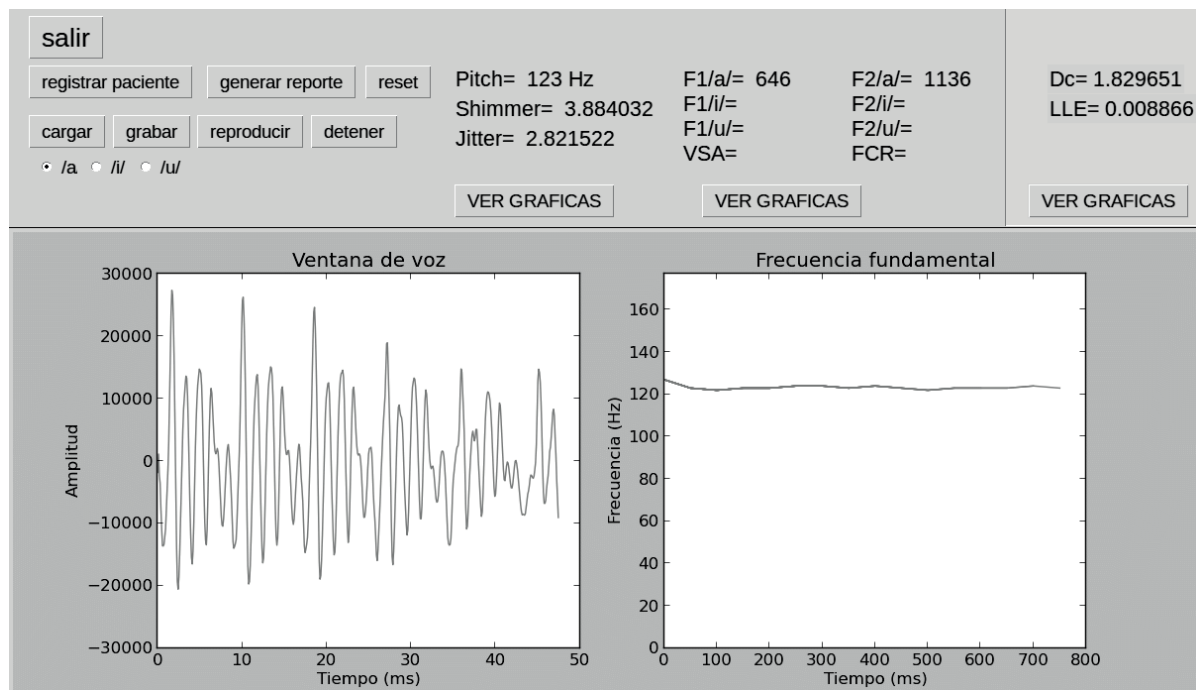 salir
registrar paciente generar reporte reset
cargar grabar reproducir detener
/a /i/ /u/
Pitch= 123 Hz
Shimmer= 3.884032
Jitter= 2.821522
VER GRAFICAS
F1/a/= 646 F2/a/= 1136
F1/i/= F2/i/=
F1/u/= F2/u/=
VSA= FCR=
VER GRAFICAS
Dc= 1.829651
LLE= 0.008866
VER GRAFICAS
Ventana de voz
30000
20000
10000
0
−10000
−20000
−30000
Amplitud
0 10 20 30 40 50
Tiempo (ms)
Frecuencia fundamental
160
140
120
100
80
60
40
20
0
Frecuencia (Hz)
0 100 200 300 400 500 600 700 800
Tiempo (ms)